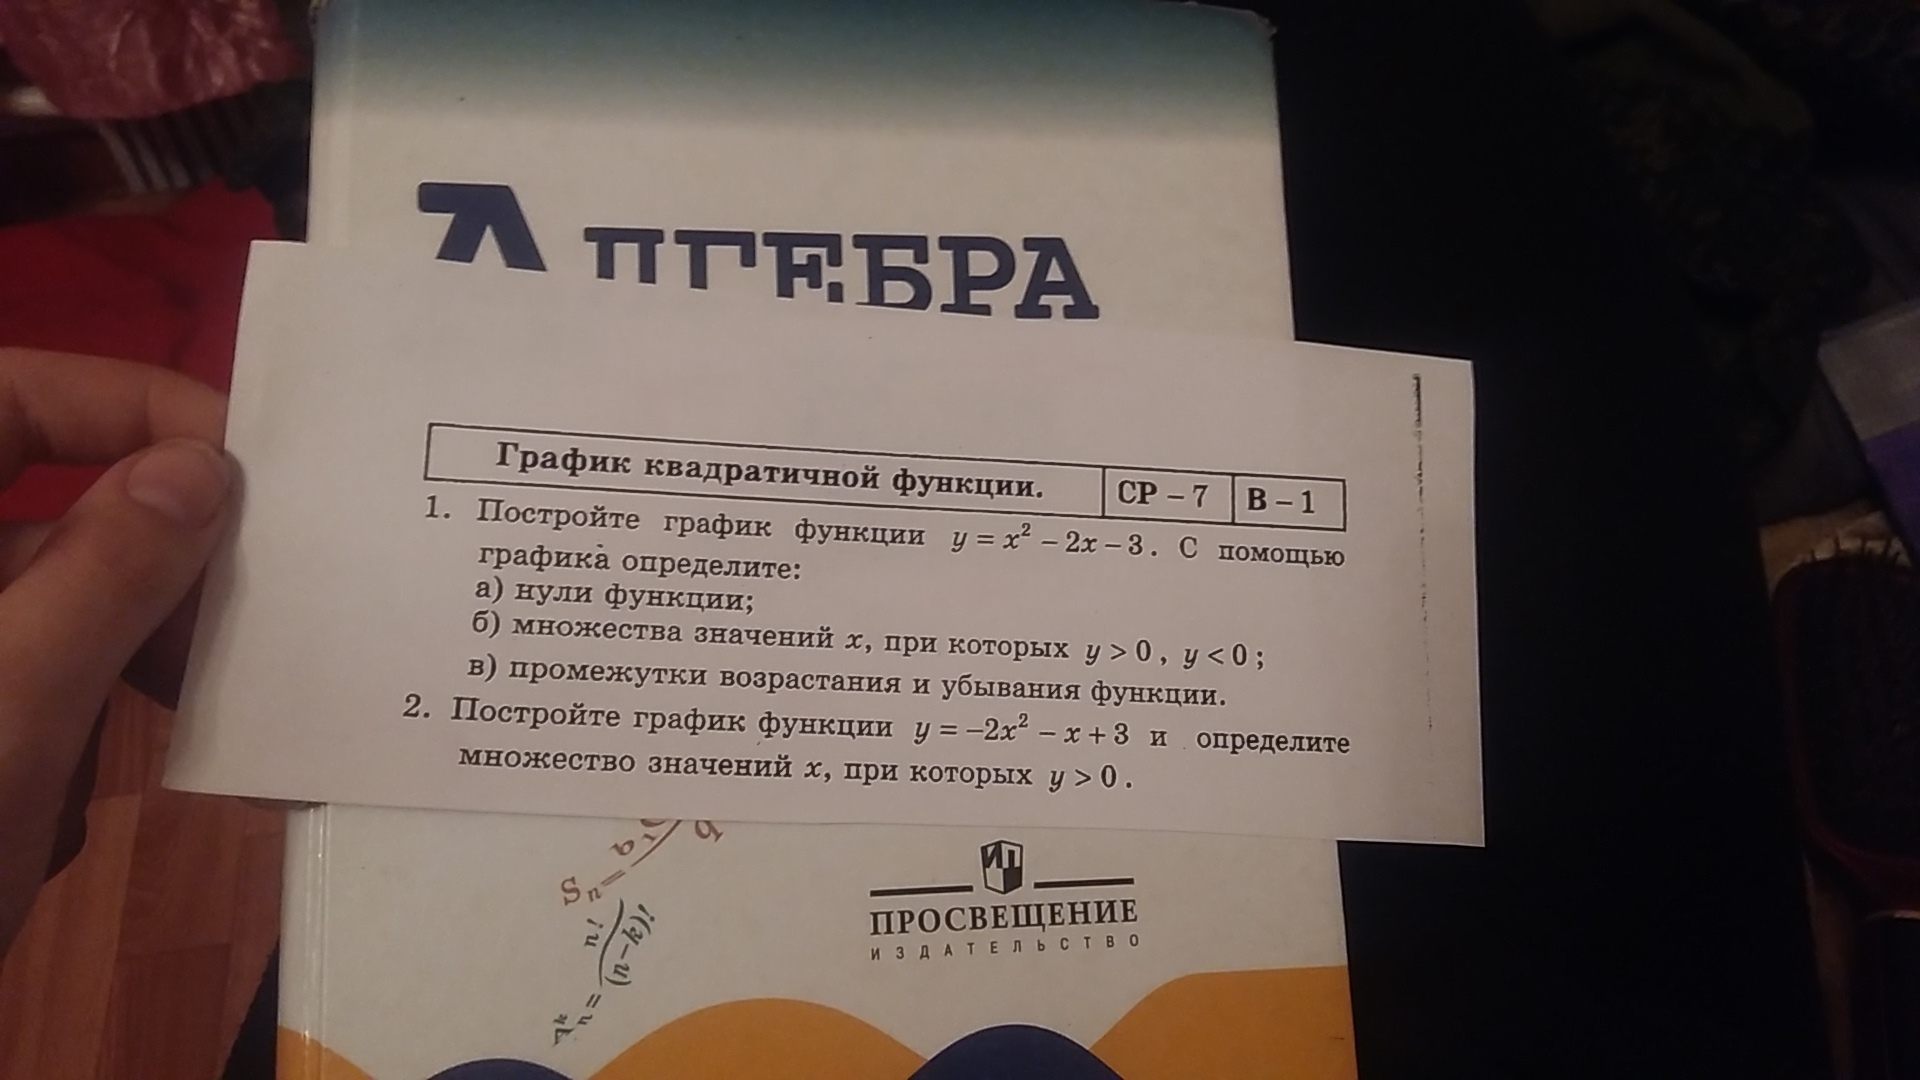 АЛГЕБРА
График квадратичной функции. СР – 7 В – 1
1. Постройте график функции y = x² – 2x – 3. С помощью
графика определите:
а) нули функции;
б) множества значений x, при которых y > 0, y < 0;
в) промежутки возрастания и убывания функции.
2. Постройте график функции y = –2x² – x + 3 и определите
множество значений x, при которых y > 0.
ПРОСВЕЩЕНИЕ
ИЗДАТЕЛЬСТВО